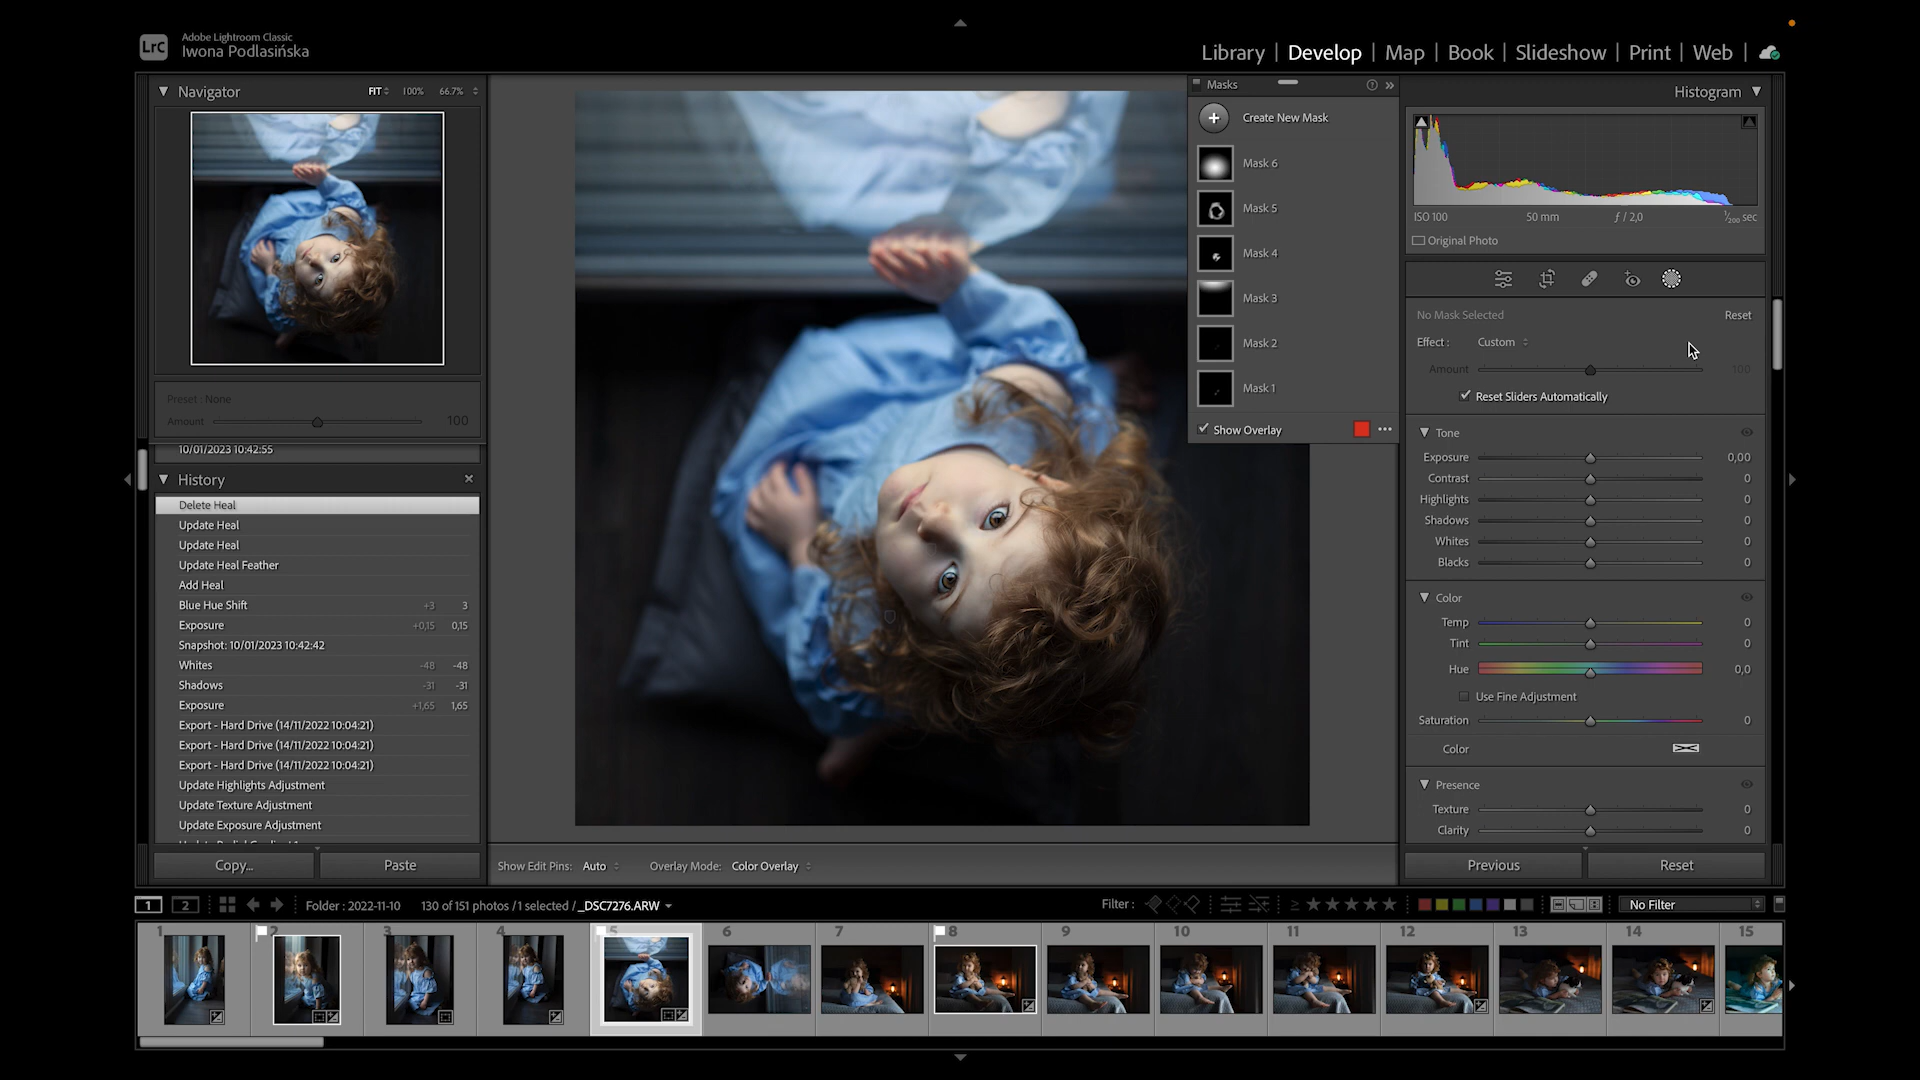 LrC
Adobe Lightroom Classic
Iwona Podlasińska
Library | Develop | Map | Book | Slideshow | Print | Web |
Navigator
FIT 100% 66.7%
Preset : None
Amount 100
10/01/2023 10:42:55
History
Delete Heal
Update Heal
Update Heal
Update Heal Feather
Add Heal
Blue Hue Shift +3 3
Exposure +0,15 0,15
Snapshot: 10/01/2023 10:42:42
Whites -48 -48
Shadows -31 -31
Exposure +1,65 1,65
Export - Hard Drive (14/11/2022 10:04:21)
Export - Hard Drive (14/11/2022 10:04:21)
Export - Hard Drive (14/11/2022 10:04:21)
Update Highlights Adjustment
Update Texture Adjustment
Update Exposure Adjustment
Copy...
Paste
Masks
Create New Mask
Mask 6
Mask 5
Mask 4
Mask 3
Mask 2
Mask 1
Show Overlay
Show Edit Pins: Auto
Overlay Mode: Color Overlay
Histogram
ISO 100 50 mm ƒ / 2,0 1/200 sec
Original Photo
No Mask Selected Reset
Effect : Custom
Amount 100
Reset Sliders Automatically
Tone
Exposure 0,00
Contrast 0
Highlights 0
Shadows 0
Whites 0
Blacks 0
Color
Temp 0
Tint 0
Hue 0,0
Use Fine Adjustment
Saturation 0
Color
Presence
Texture 0
Clarity 0
Previous
Reset
1 2 Folder : 2022-11-10 130 of 151 photos / 1 selected / _DSC7276.ARW
Filter : ≥ No Filter
1 2 3 4 5 6 7 8 9 10 11 12 13 14 15